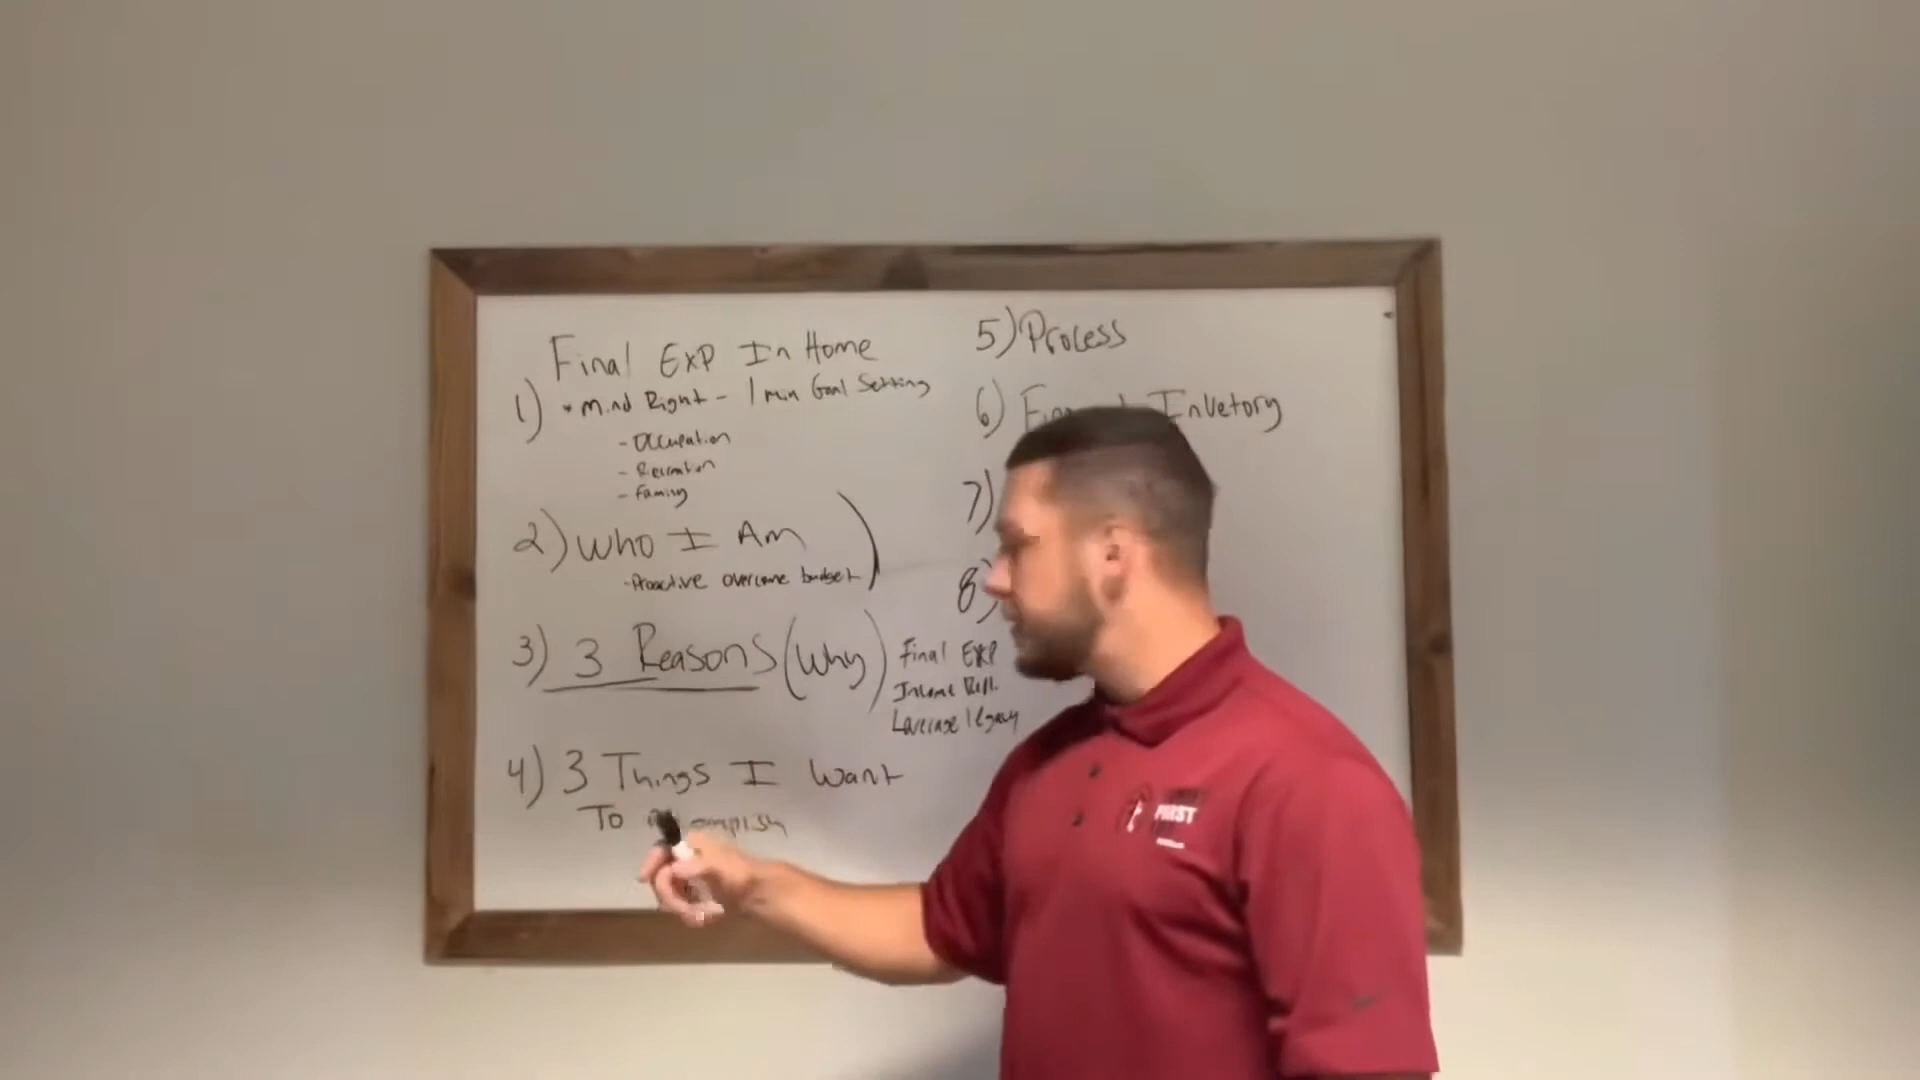 Final EXP In Home
1) * Mind Right - 1 min Goal Setting
- Occupation
- Recreation
- Family
2) Who I Am
- Proactive overcome budget
3) 3 Reasons (Why)
Final EXP
Income Repl.
Leverage legacy
4) 3 Things I Want
To
5) Process
6) Invetory
7)
8)
FIRST